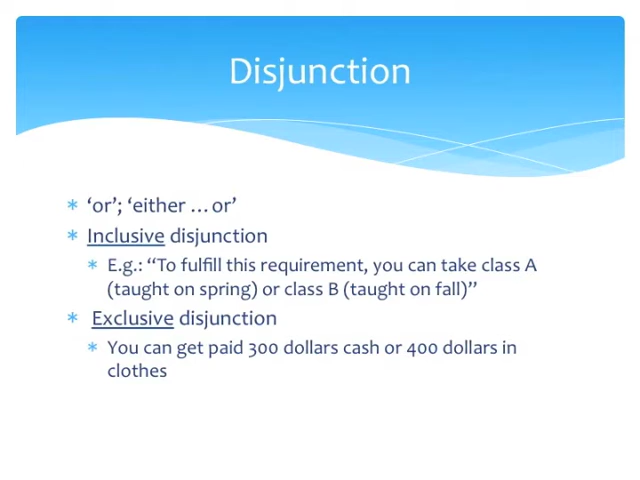 Disjunction
* ‘or’; ‘either …or’
* Inclusive disjunction
* E.g.: “To fulfill this requirement, you can take class A
(taught on spring) or class B (taught on fall)”
* Exclusive disjunction
* You can get paid 300 dollars cash or 400 dollars in
clothes